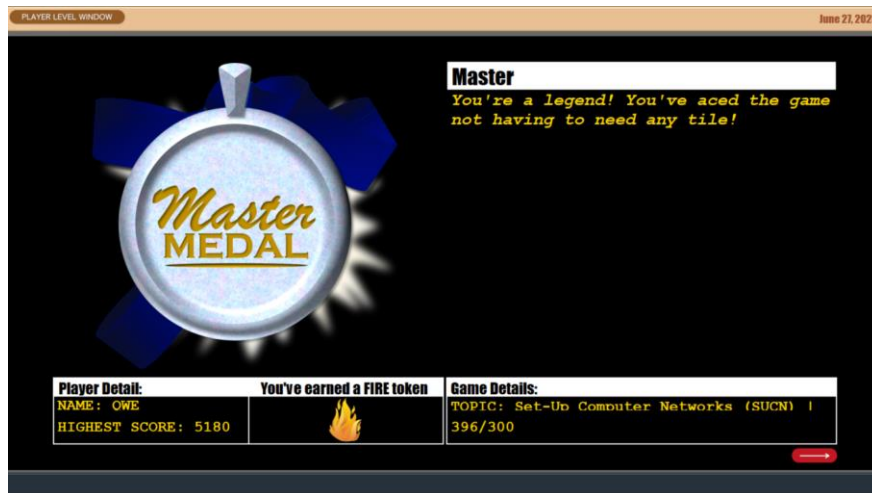 PLAYER LEVEL WINDOW
June 27, 202
Master
MEDAL
Master
You're a legend! You've aced the game
not having to need any tile!
Player Detail:
NAME: OWE
HIGHEST SCORE: 5180
You've earned a FIRE token
Game Details:
TOPIC: Set-Up Computer Networks (SUCN) |
396/300